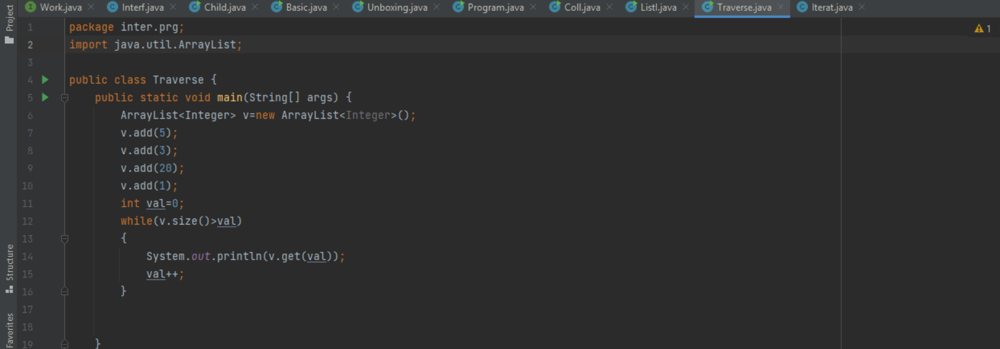 Work.java Interf.java Child.java Basic.java Unboxing.java Program.java Coll.java ListI.java Traverse.java Iterat.java
Project
1 package inter.prg;
1
2 import java.util.ArrayList;
3
4 public class Traverse {
5 public static void main(String[] args) {
6 ArrayList<Integer> v=new ArrayList<Integer>();
7 v.add(5);
8 v.add(3);
9 v.add(20);
10 v.add(1);
11 int val=0;
12 while(v.size()>val)
13 {
14 System.out.println(v.get(val));
15 val++;
16 }
17
18
19 }
Structure
Favorites